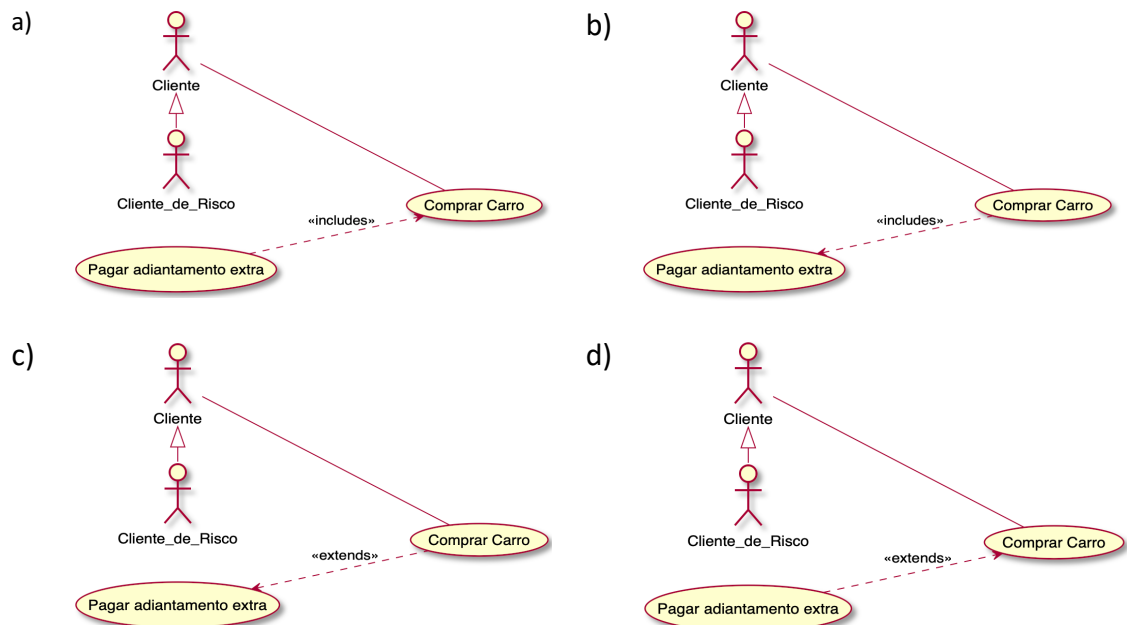 a)
Cliente
Cliente_de_Risco
«includes»
Comprar Carro
Pagar adiantamento extra
b)
Cliente
Cliente_de_Risco
«includes»
Comprar Carro
Pagar adiantamento extra
c)
Cliente
Cliente_de_Risco
«extends»
Comprar Carro
Pagar adiantamento extra
d)
Cliente
Cliente_de_Risco
«extends»
Comprar Carro
Pagar adiantamento extra